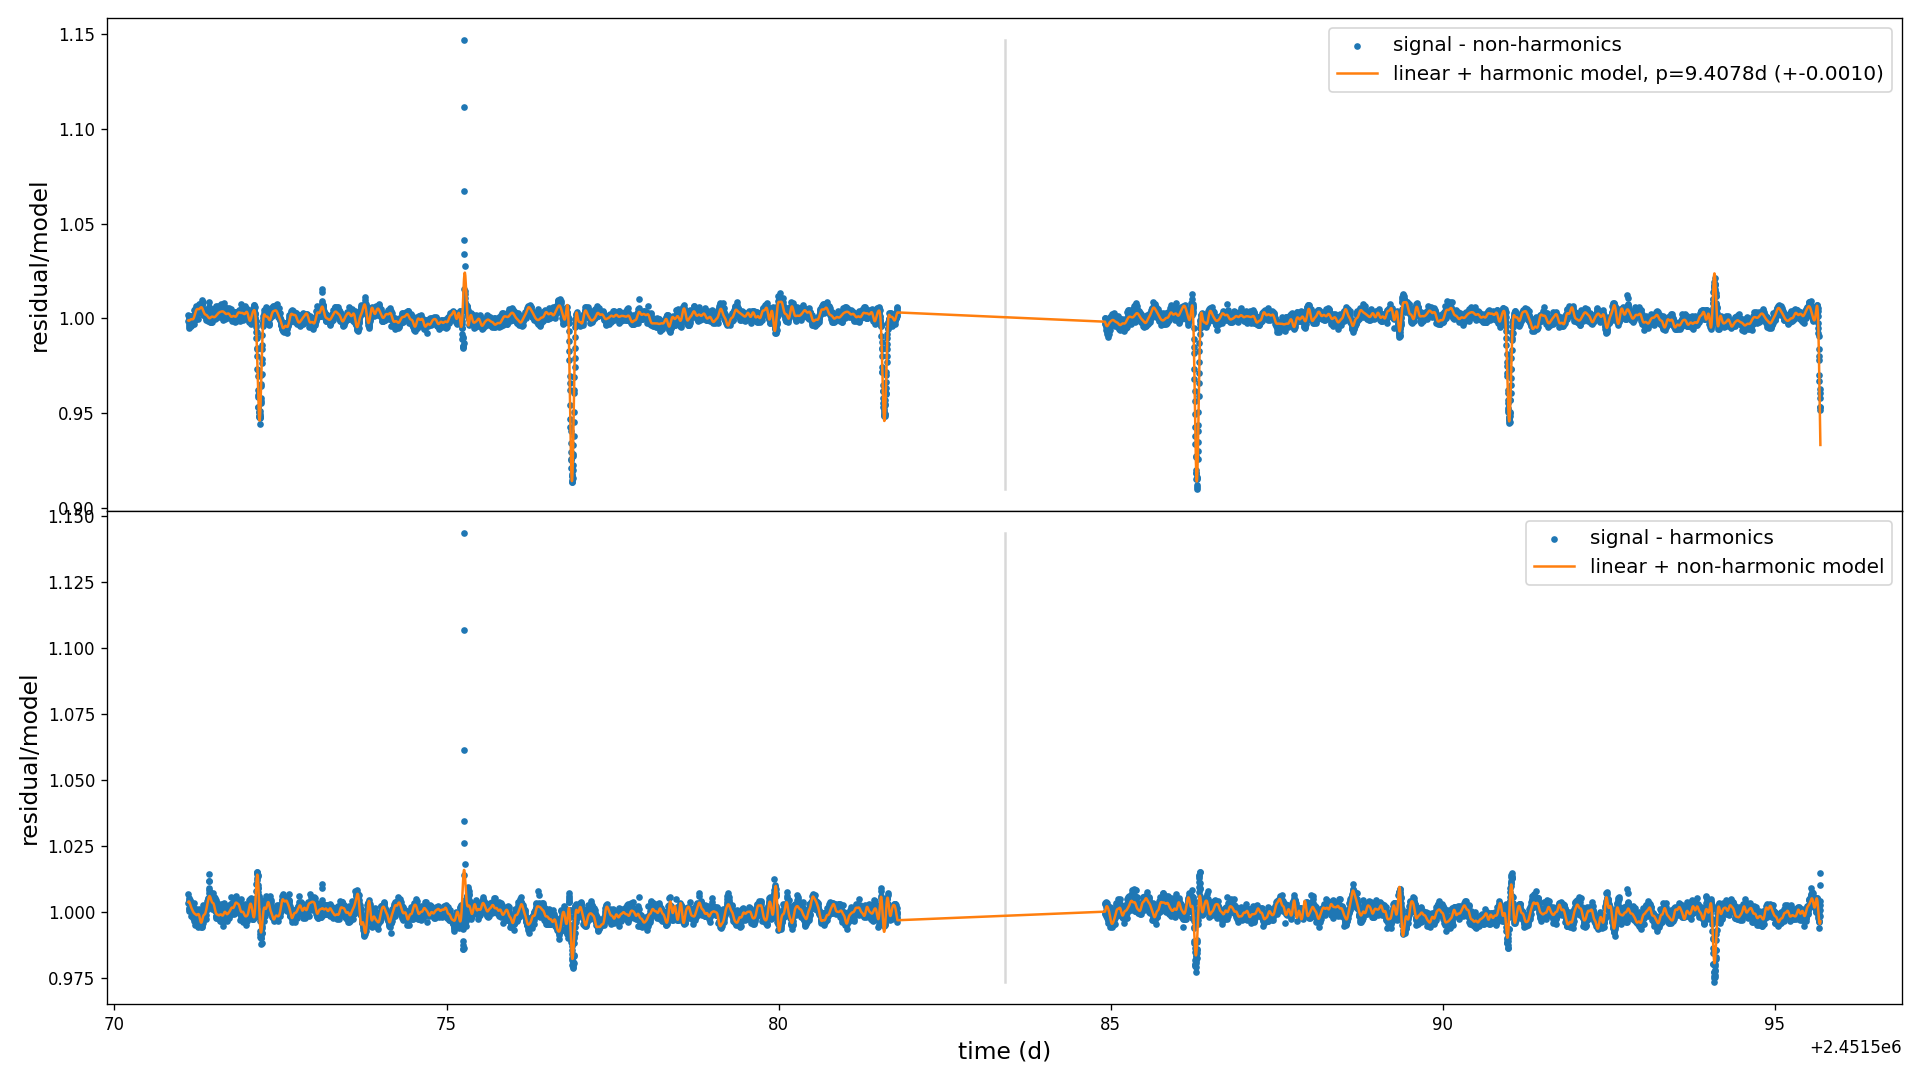 1.15
1.10
1.05
1.00
0.95
0.90
residual/model
signal - non-harmonics
linear + harmonic model, p=9.4078d (+-0.0010)
1.150
1.125
1.100
1.075
1.050
1.025
1.000
0.975
residual/model
signal - harmonics
linear + non-harmonic model
70 75 80 85 90 95
time (d)
+2.4515e6